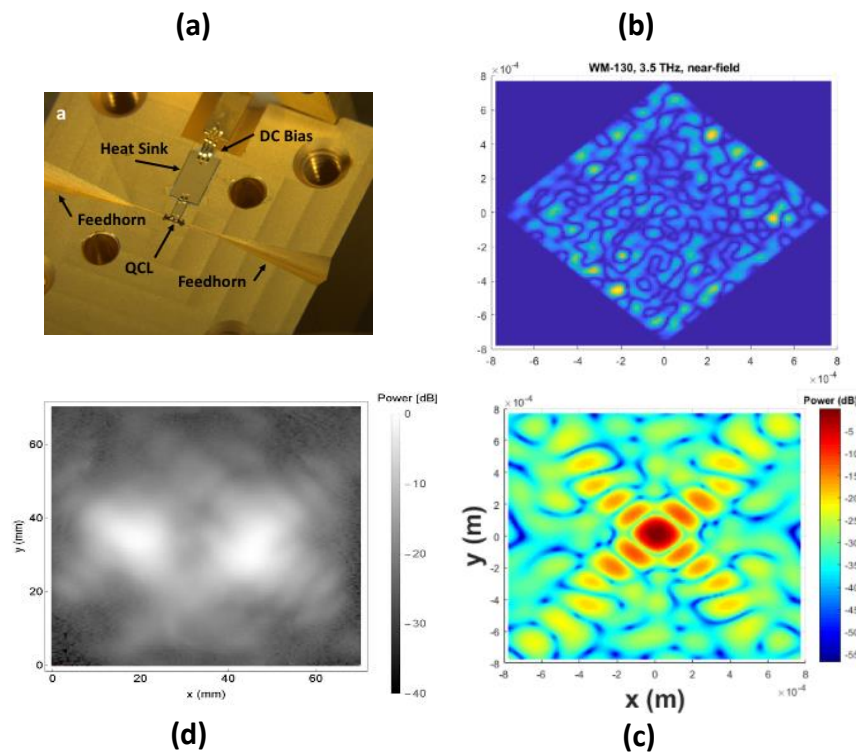 (a)
(b)
a
DC Bias
Heat Sink
Feedhorn
QCL
Feedhorn
WM-130, 3.5 THz, near-field
×10⁻⁴
8
6
4
2
0
-2
-4
-6
-8
-8 -6 -4 -2 0 2 4 6 8
×10⁻⁴
Power [dB]
0
-10
-20
-30
-40
60
40
20
0
y (mm)
0 20 40 60
x (mm)
×10⁻⁴
Power (dB)
8
6
4
2
0
-2
-4
-6
-8
y (m)
-5
-10
-15
-20
-25
-30
-35
-40
-45
-50
-55
-8 -6 -4 -2 0 2 4 6 8
x (m)
×10⁻⁴
(d)
(c)